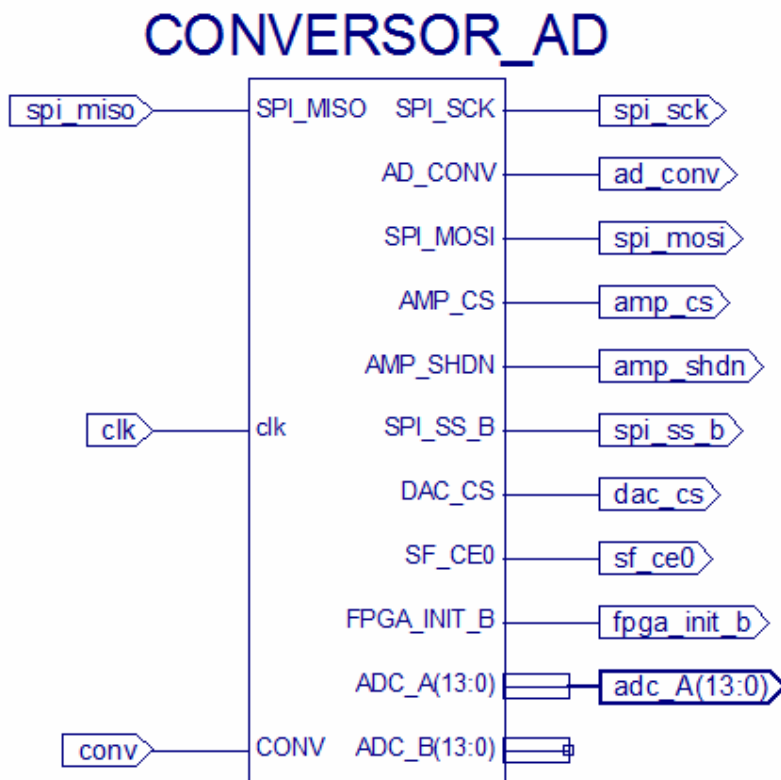 CONVERSOR_AD
spi_miso SPI_MISO SPI_SCK spi_sck
AD_CONV ad_conv
SPI_MOSI spi_mosi
AMP_CS amp_cs
AMP_SHDN amp_shdn
clk clk SPI_SS_B spi_ss_b
DAC_CS dac_cs
SF_CE0 sf_ce0
FPGA_INIT_B fpga_init_b
ADC_A(13:0) adc_A(13:0)
conv CONV ADC_B(13:0)